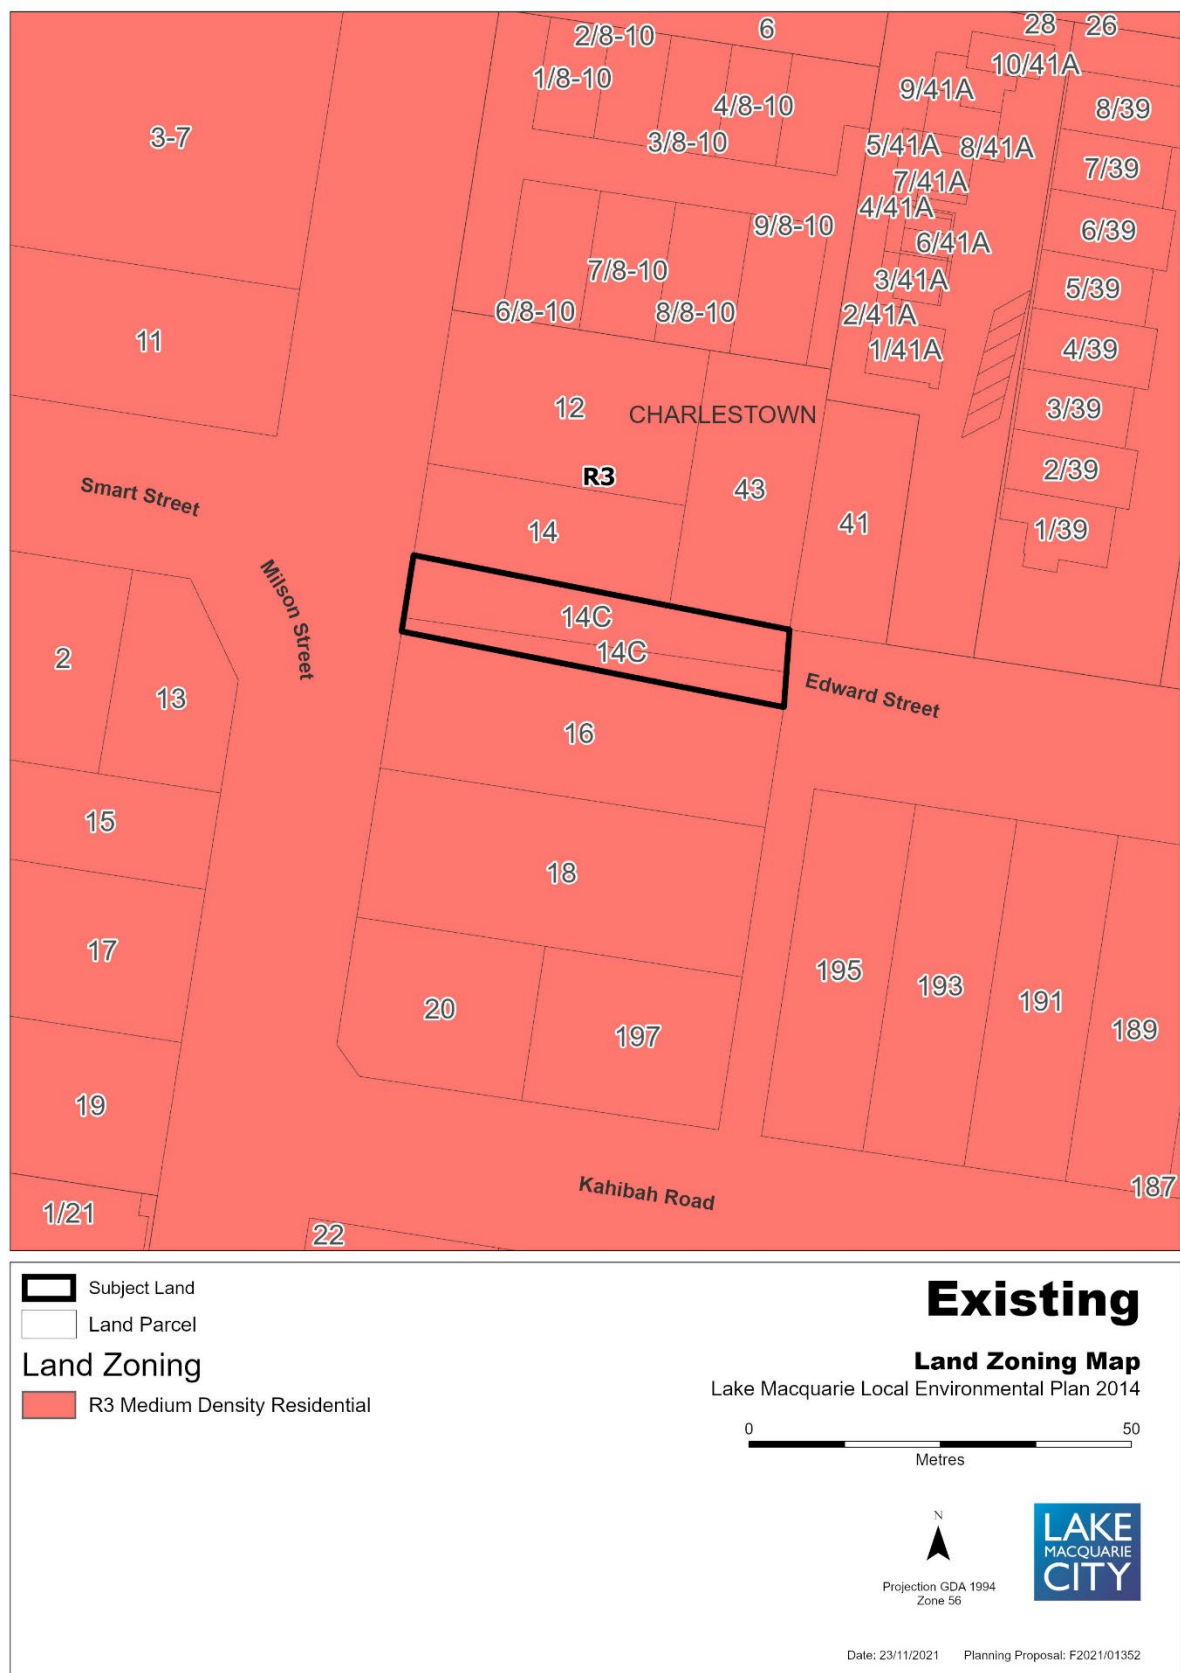 28
26
6
2/8-10
10/41A
1/8-10
9/41A
4/8-10
8/39
3-7
3/8-10
5/41A
8/41A
7/39
7/41A
4/41A
9/8-10
6/39
6/41A
7/8-10
3/41A
5/39
6/8-10
8/8-10
2/41A
11
1/41A
4/39
12
CHARLESTOWN
3/39
R3
2/39
43
Smart Street
41
14
1/39
Milson Street
14C
14C
2
Edward Street
13
16
15
18
17
195
193
191
20
189
197
19
Kahibah Road
187
1/21
22
Subject Land
Land Parcel
Land Zoning
R3 Medium Density Residential
Existing
Land Zoning Map
Lake Macquarie Local Environmental Plan 2014
0
50
Metres
N
Projection GDA 1994
Zone 56
LAKE
MACQUARIE
CITY
Date: 23/11/2021
Planning Proposal: F2021/01352